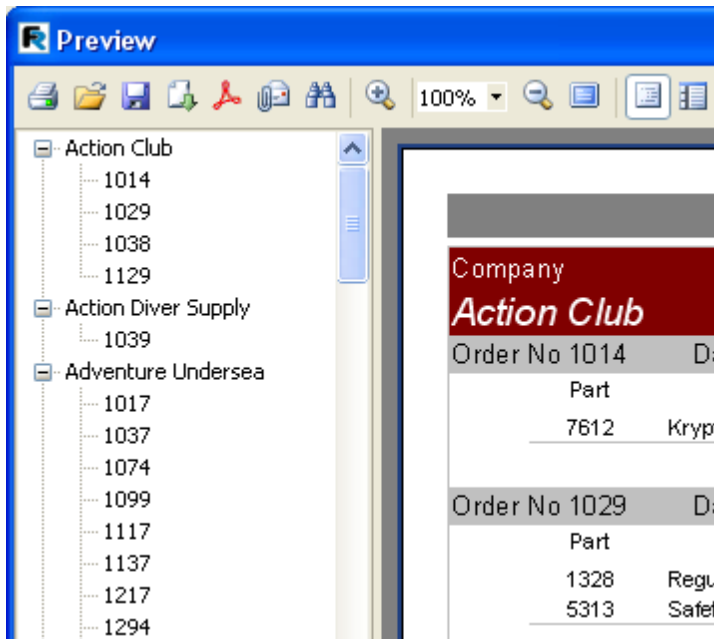 Preview
100%
Action Club
1014
1029
1038
1129
Action Diver Supply
1039
Adventure Undersea
1017
1037
1074
1099
1117
1137
1217
1294
Company
Action Club
Order No 1014
Part
7612
Order No 1029
Part
1328
5313